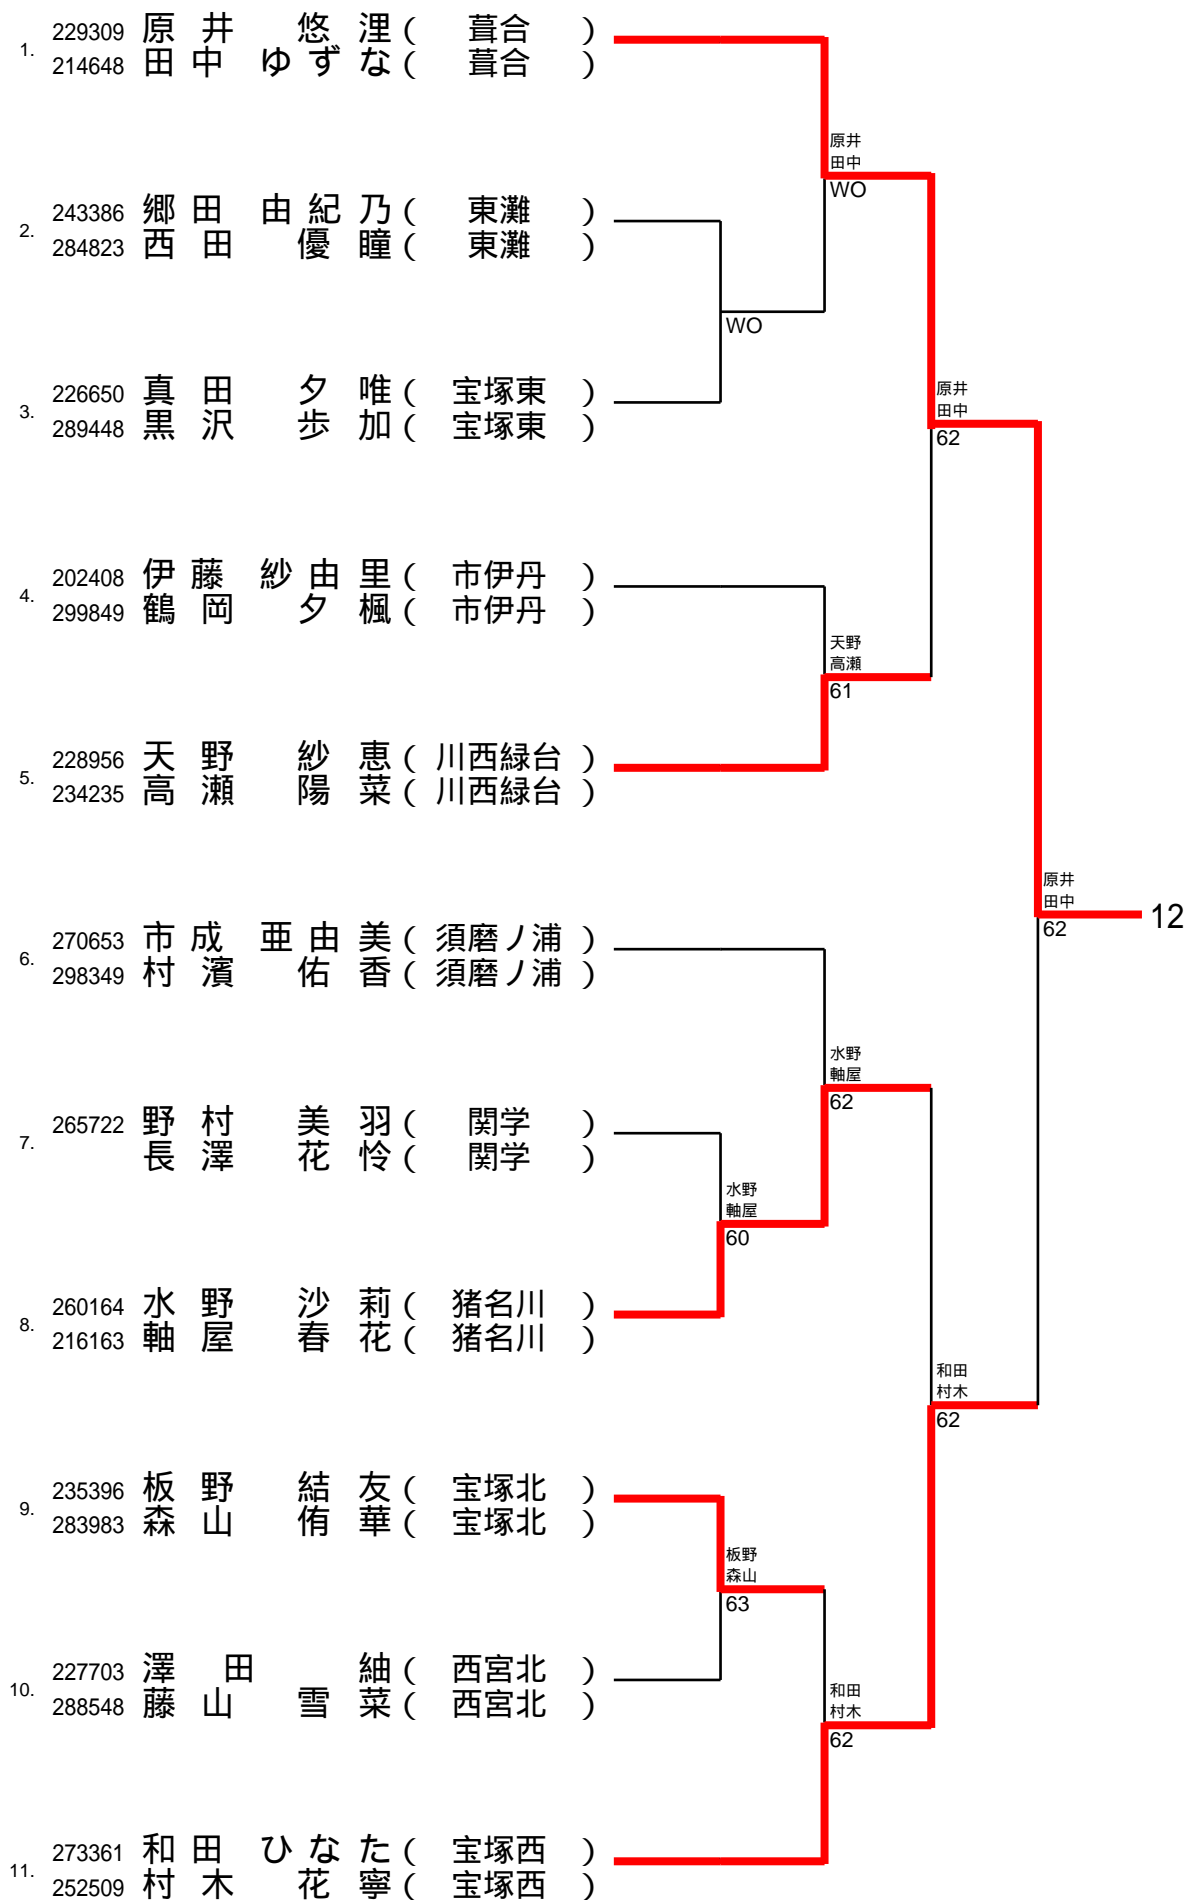 1. 229309 原井 悠浬 ( 葺合 )
214648 田中 ゆずな ( 葺合 )
原井
田中
WO
2. 243386 郷田 由紀乃 ( 東灘 )
284823 西田 優瞳 ( 東灘 )
WO
3. 226650 真田 夕唯 ( 宝塚東 )
289448 黒沢 歩加 ( 宝塚東 )
原井
田中
62
4. 202408 伊藤 紗由里 ( 市伊丹 )
299849 鶴岡 夕楓 ( 市伊丹 )
天野
高瀬
61
5. 228956 天野 紗恵 ( 川西緑台 )
234235 高瀬 陽菜 ( 川西緑台 )
原井
田中
62
12
6. 270653 市成 亜由美 ( 須磨ノ浦 )
298349 村濱 佑香 ( 須磨ノ浦 )
水野
軸屋
62
7. 265722 野村 美羽 ( 関学 )
長澤 花怜 ( 関学 )
水野
軸屋
60
8. 260164 水野 沙莉 ( 猪名川 )
216163 軸屋 春花 ( 猪名川 )
和田
村木
62
9. 235396 板野 結友 ( 宝塚北 )
283983 森山 侑華 ( 宝塚北 )
板野
森山
63
10. 227703 澤田 紬 ( 西宮北 )
288548 藤山 雪菜 ( 西宮北 )
和田
村木
62
11. 273361 和田 ひなた ( 宝塚西 )
252509 村木 花寧 ( 宝塚西 )